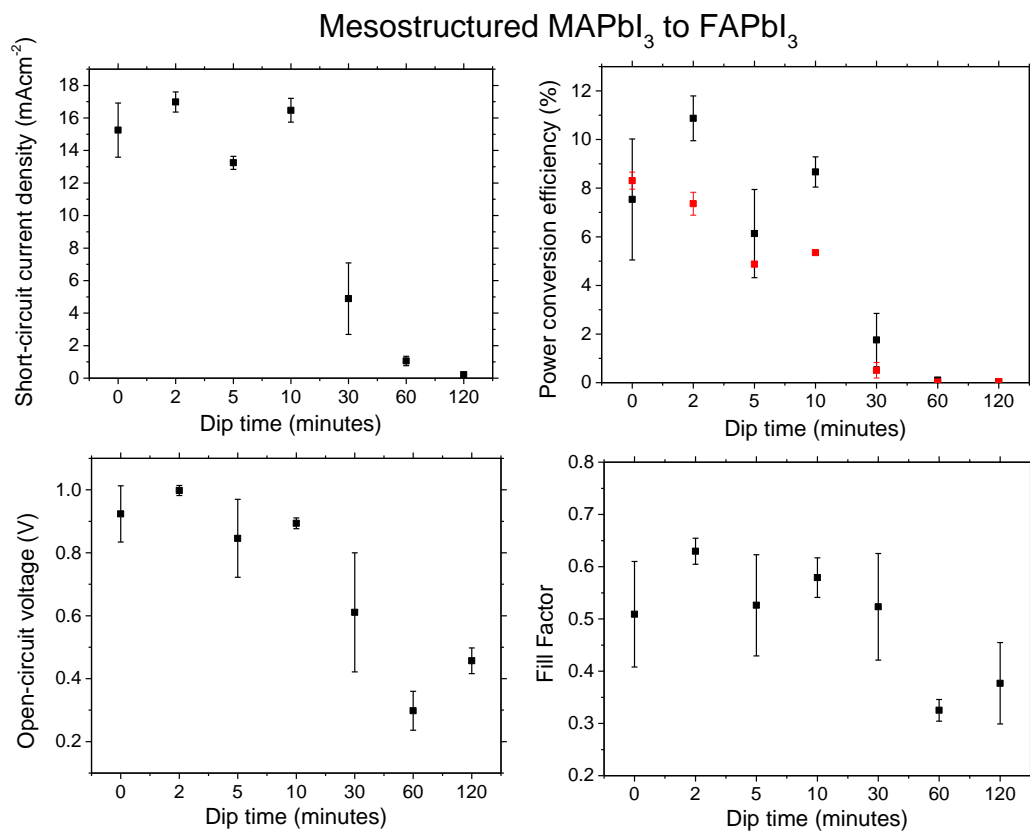 Mesostructured MAPbI₃ to FAPbI₃
Short-circuit current density (mAcm⁻²)
18
16
14
12
10
8
6
4
2
0
0 2 5 10 30 60 120
Dip time (minutes)
Power conversion efficiency (%)
12
10
8
6
4
2
0
0 2 5 10 30 60 120
Dip time (minutes)
Open-circuit voltage (V)
1.0
0.8
0.6
0.4
0.2
0 2 5 10 30 60 120
Dip time (minutes)
Fill Factor
0.8
0.7
0.6
0.5
0.4
0.3
0.2
0 2 5 10 30 60 120
Dip time (minutes)